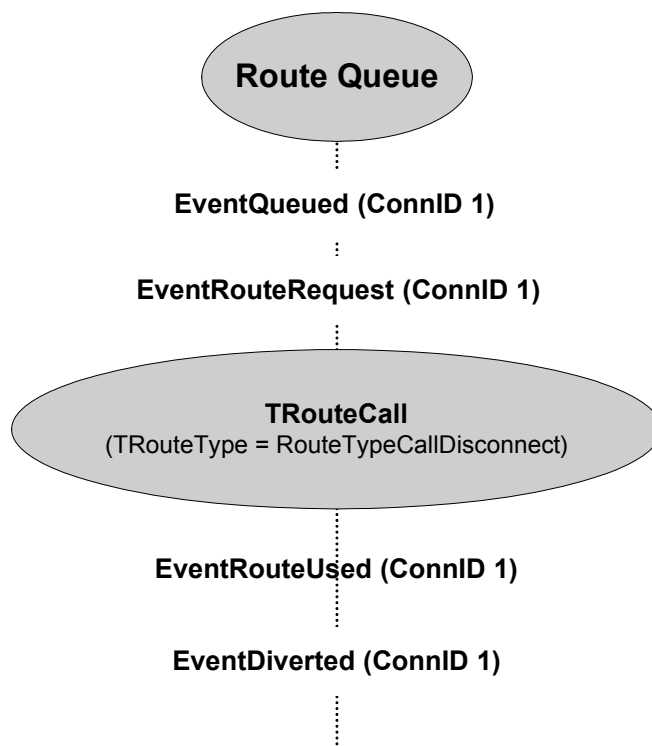 Route Queue
EventQueued (ConnID 1)
EventRouteRequest (ConnID 1)
TRouteCall
(TRouteType = RouteTypeCallDisconnect)
EventRouteUsed (ConnID 1)
EventDiverted (ConnID 1)